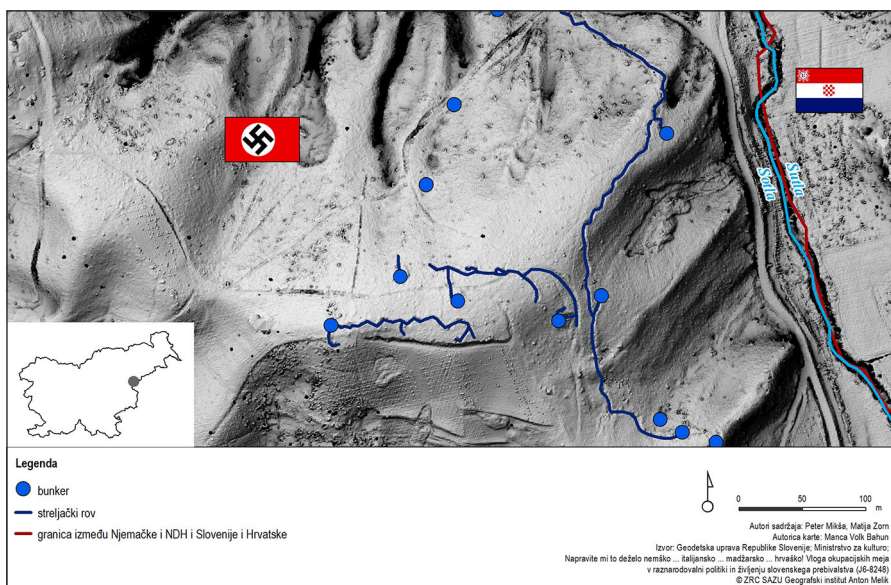 Sotla
Sutla
Legenda
bunker
streljački rov
granica između Njemačke i NDH i Slovenije i Hrvatske
0 50 100
m
Autori sadržaja: Peter Mikša, Matija Zorn
Autorica karte: Manca Volk Bahun
Izvor: Geodetska uprava Republike Slovenije; Ministrstvo za kulturo;
Napravite mi to deželo nemško ... italijansko ... madžarsko ... hrvaško! Vloga okupacijskih meja
v raznarodovalni politiki in življenju slovenskega prebivalstva (J6-8248)
© ZRC SAZU Geografski institut Anton Melik